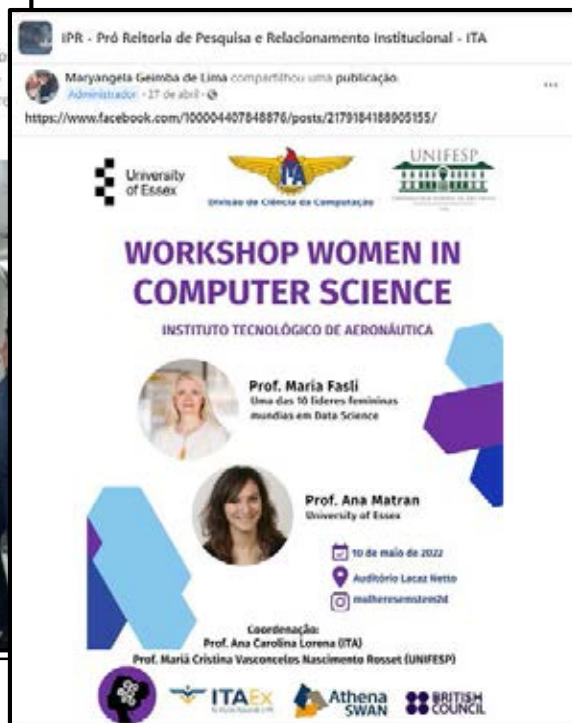 IPR - Pró Reitoria de Pesquisa e Relacionamento Institucional - ITA
Maryangela Geimba de Lima compartilhou uma publicação.
Administrador · 27 de abril ·
https://www.facebook.com/100004407848876/posts/2179184188905155/
University
of Essex
ITA
Divisão de Ciência da Computação
UNIFESP
WORKSHOP WOMEN IN
COMPUTER SCIENCE
INSTITUTO TECNOLÓGICO DE AERONÁUTICA
Prof. Maria Fasli
Uma das 10 líderes femininas
mundias em Data Science
Prof. Ana Matran
University of Essex
10 de maio de 2022
Auditório Lacaz Netto
mulheresemstem2d
Coordenação:
Prof. Ana Carolina Lorena (ITA)
Prof. Mariá Cristina Vasconcelos Nascimento Rosset (UNIFESP)
ITAEx
Athena
SWAN
BRITISH
COUNCIL